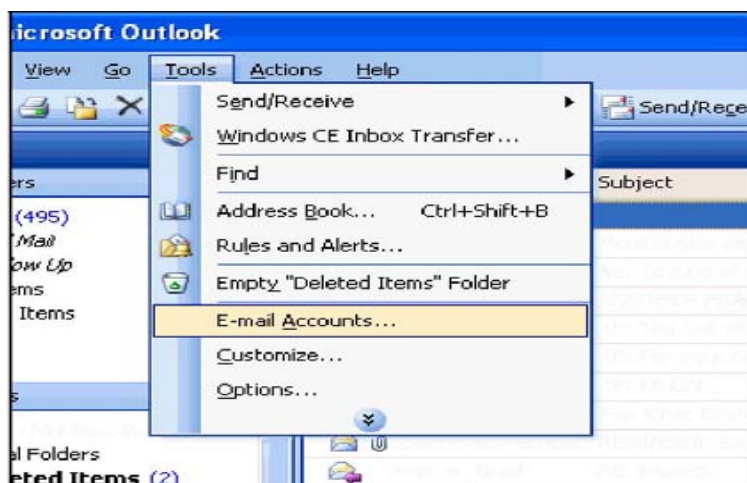 icrosoft Outlook
View Go Tools Actions Help
Send/Receive
Send/Rece
Windows CE Inbox Transfer...
Find
ers
Subject
(495)
Address Book... Ctrl+Shift+B
Mail
Rules and Alerts...
ow Up
ems
Empty "Deleted Items" Folder
Items
E-mail Accounts...
Customize...
Options...
s
al Folders
eted Items (2)